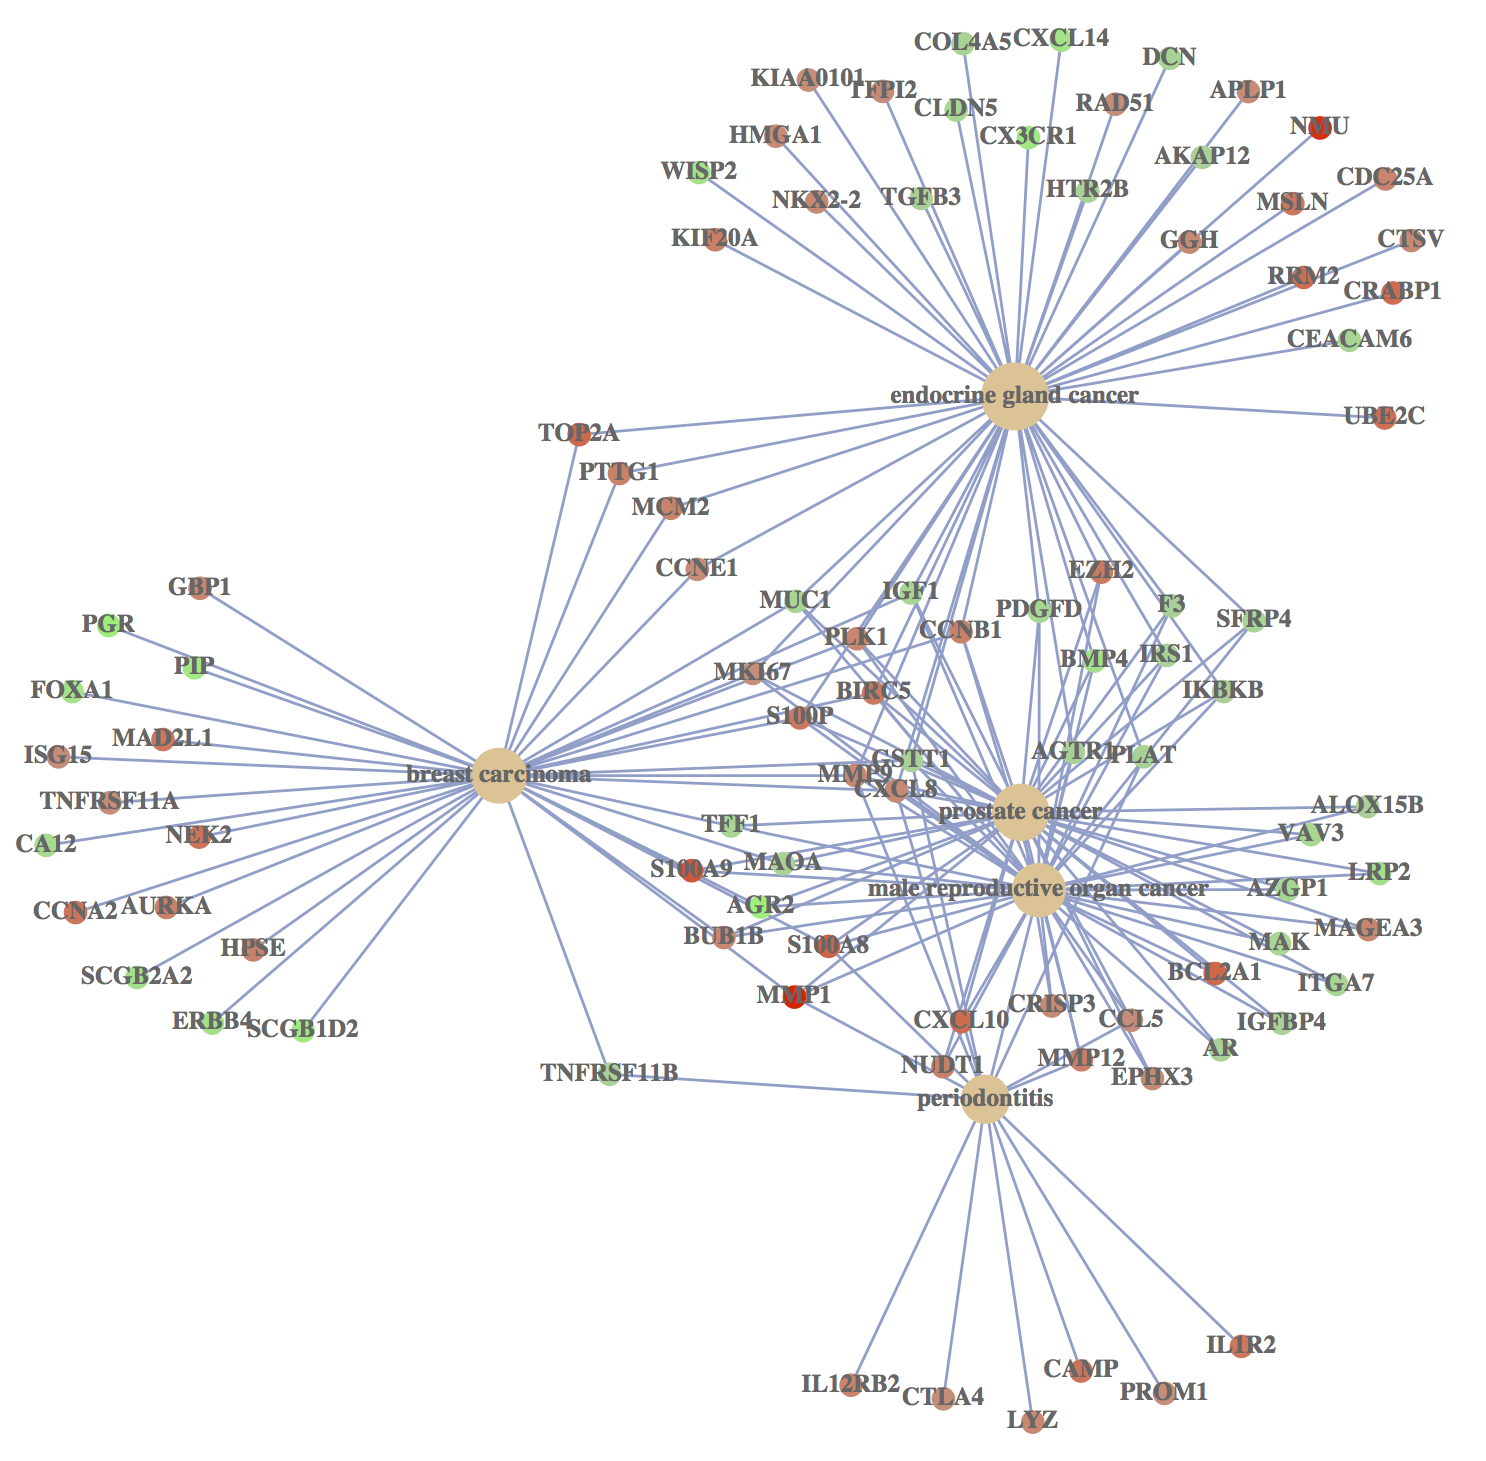 COL4A5
CXCL14
DCN
KIAA0101
TFPI2
CLDN5
RAD51
APLP1
HMGA1
CX3CR1
NMU
WISP2
AKAP12
NKX2-2
TGFB3
HTR2B
CDC25A
MSLN
KIF20A
GGH
CTSV
RRM2
CRABP1
CEACAM6
endocrine gland cancer
UBE2C
TOP2A
PTTG1
MCM2
CCNE1
EZH2
GBP1
MUC1
IGF1
PDGFD
F3
SFRP4
PGR
PLK1
CCNB1
PIP
MKI67
BMP4
IRS1
FOXA1
BIRC5
IKBKB
S100P
MAD2L1
ISG15
GSTT1
AGTR1
PLAT
breast carcinoma
MMP9
CXCL8
TNFRSF11A
prostate cancer
ALOX15B
TFF1
VAV3
CA12
NEK2
S100A9
MAOA
LRP2
male reproductive organ cancer
AZGP1
CCNA2
AURKA
AGR2
BUB1B
S100A8
MAGEA3
HPSE
MAK
SCGB2A2
BCL2A1
ITGA7
MMP1
CRISP3
ERBB4
SCGB1D2
CXCL10
CCL5
IGFBP4
AR
NUDT1
MMP12
TNFRSF11B
EPHX3
periodontitis
IL1R2
IL12RB2
CTLA4
CAMP
PROM1
LYZ